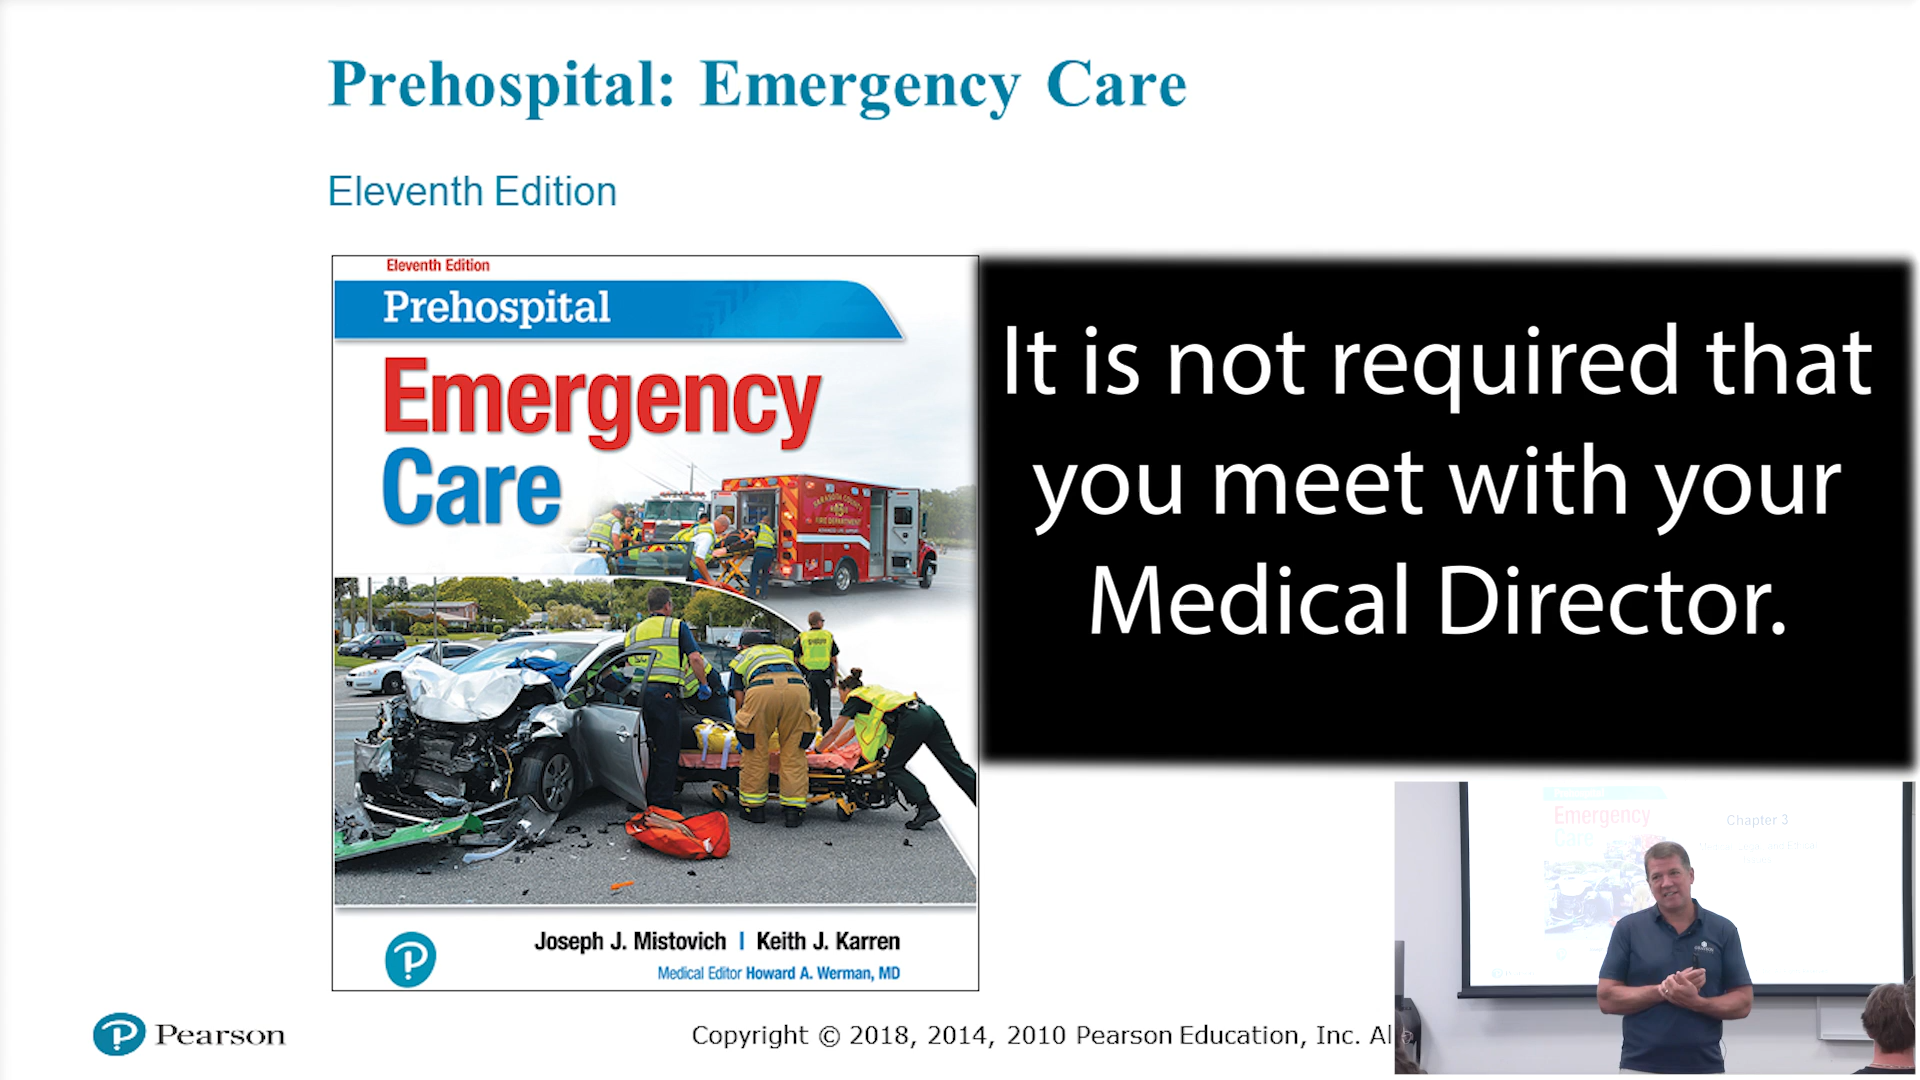 Prehospital: Emergency Care
Eleventh Edition
Eleventh Edition
Prehospital
Emergency
Care
Joseph J. Mistovich | Keith J. Karren
Medical Editor Howard A. Werman, MD
It is not required that
you meet with your
Medical Director.
Emergency
Care
Chapter 3
Pearson
Copyright © 2018, 2014, 2010 Pearson Education, Inc. Al